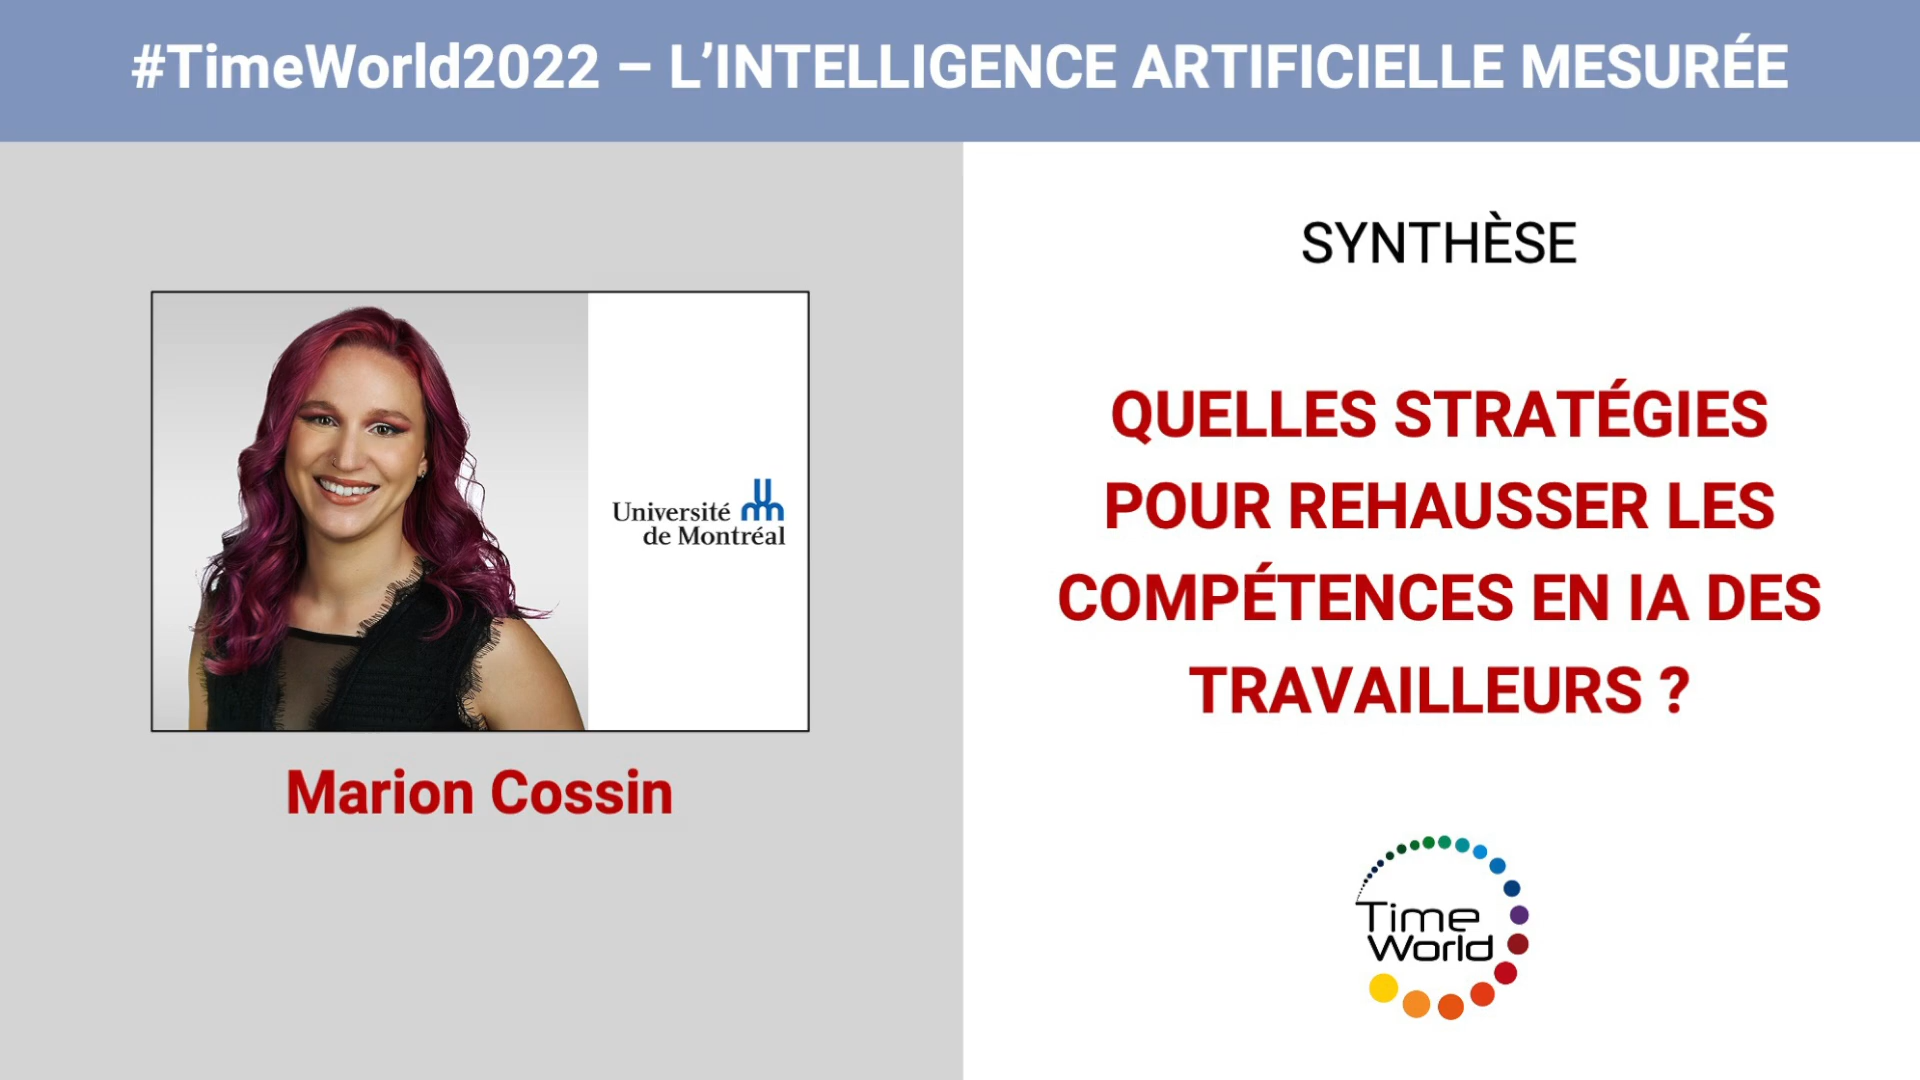 #TimeWorld2022 – L’INTELLIGENCE ARTIFICIELLE MESURÉE
Université
de Montréal
Marion Cossin
SYNTHÈSE
QUELLES STRATÉGIES
POUR REHAUSSER LES
COMPÉTENCES EN IA DES
TRAVAILLEURS ?
Time
World